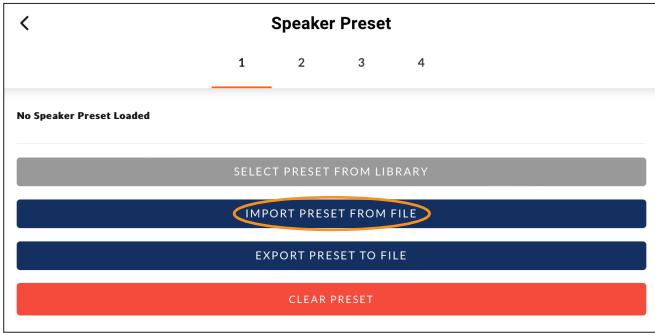 Speaker Preset
1 2 3 4
No Speaker Preset Loaded
SELECT PRESET FROM LIBRARY
IMPORT PRESET FROM FILE
EXPORT PRESET TO FILE
CLEAR PRESET